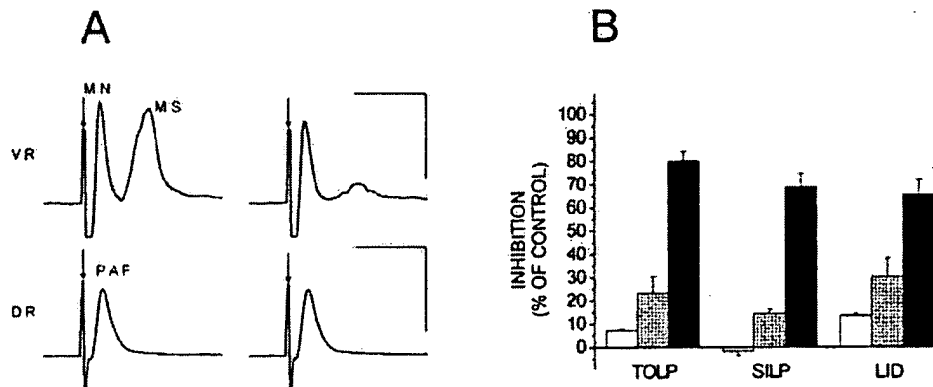 A
B
MN
MS
VR
PAF
DR
INHIBITION
(% OF CONTROL)
100
90
80
70
60
50
40
30
20
10
0
TOLP
SILP
LID